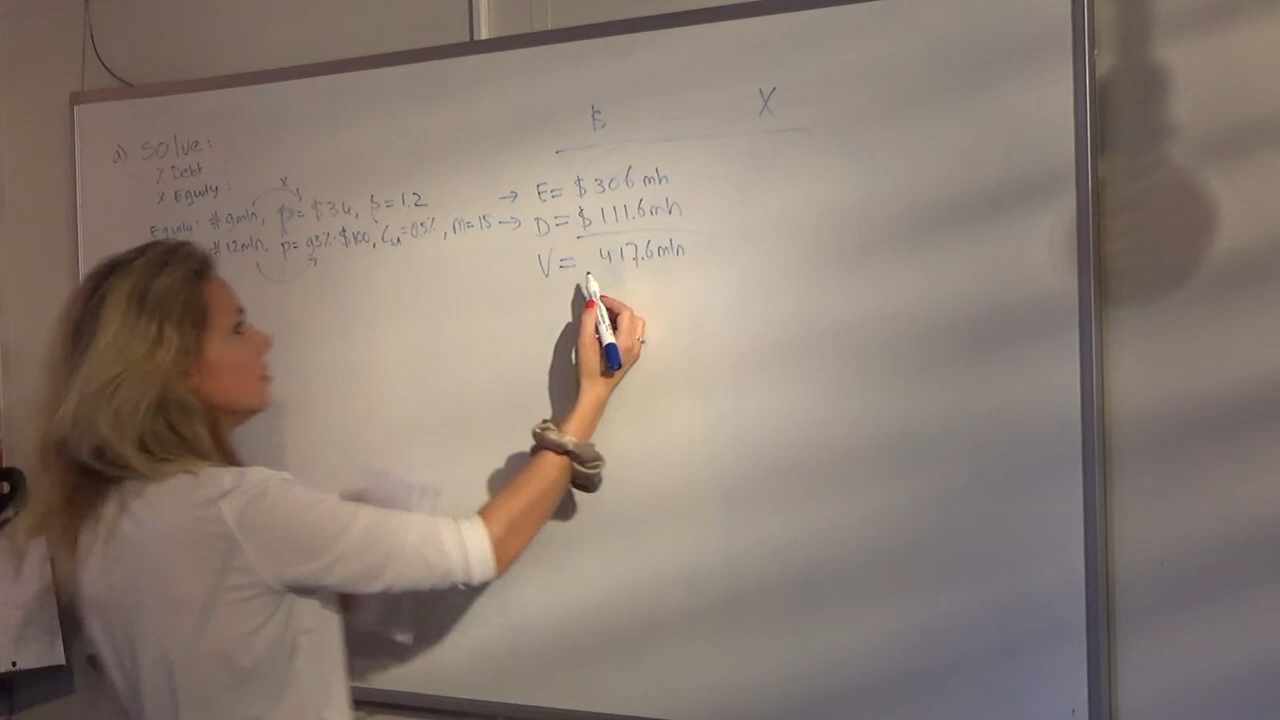 $ X
a) Solve:
% Debt
% Equity:
x
Equity: # 9mln, p = $34, β = 1.2 → E = $306 mln
#12mln, p = 93%·$100, = 8.5%, m = 15 → D = $111.6mln
V = 417.6mln